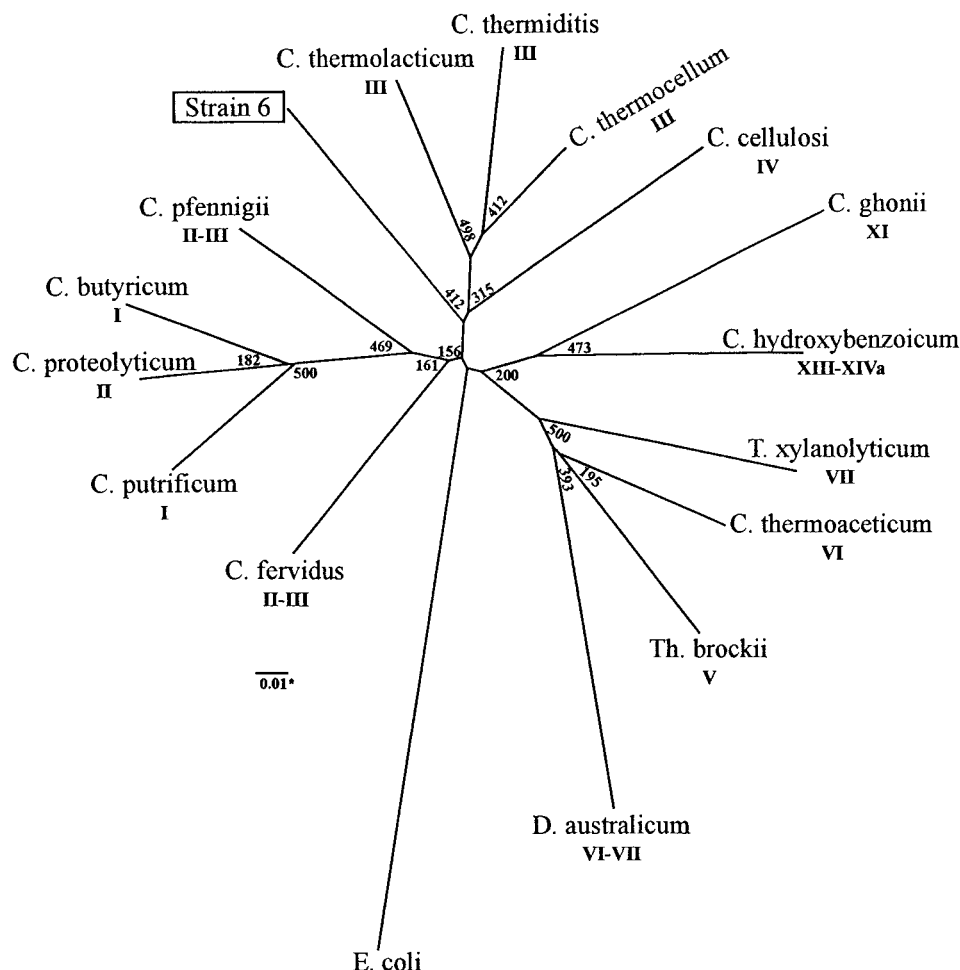 C. thermiditis
III
C. thermolacticum
III
Strain 6
C. thermocellum
III
C. cellulosi
IV
C. pfennigii
II-III
C. ghonii
XI
C. butyricum
I
C. proteolyticum
II
C. hydroxybenzoicum
XIII-XIVa
C. putrificum
I
T. xylanolyticum
VII
C. thermoaceticum
VI
C. fervidus
II-III
Th. brockii
V
D. australicum
VI-VII
E. coli
412
498
412
315
469
156
161
182
500
473
200
500
195
393
0.01*